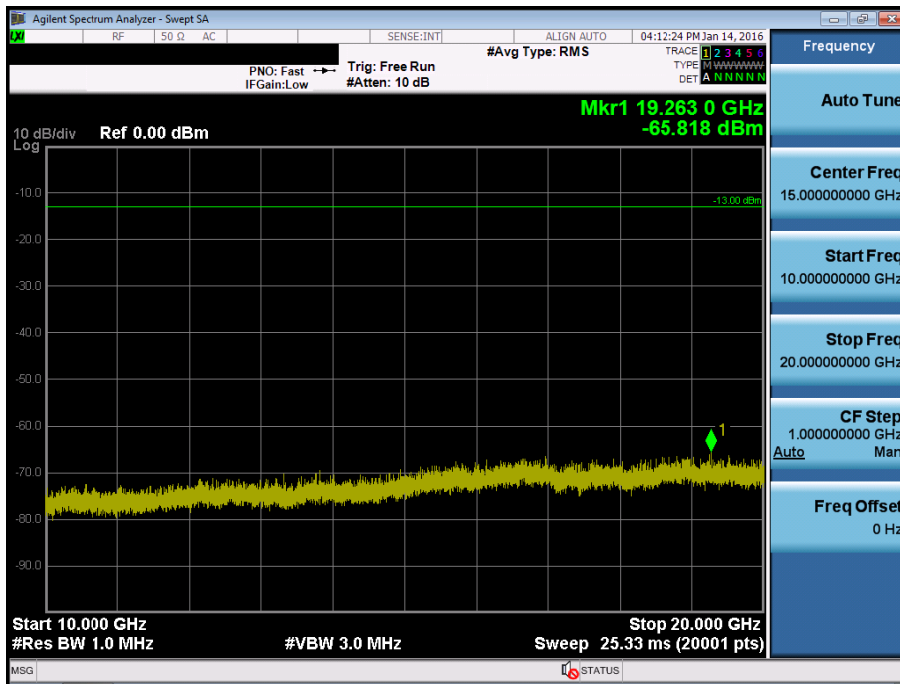 Agilent Spectrum Analyzer - Swept SA
LXI RF 50 Ω AC SENSE:INT ALIGN AUTO 04:12:24 PM Jan 14, 2016
#Avg Type: RMS
TRACE 1 2 3 4 5 6
TYPE M WWWWW
DET A N N N N N
PNO: Fast
IFGain:Low
Trig: Free Run
#Atten: 10 dB
Mkr1 19.263 0 GHz
-65.818 dBm
10 dB/div Ref 0.00 dBm
Log
-10.0
-13.00 dBm
-20.0
-30.0
-40.0
-50.0
-60.0
1
-70.0
-80.0
-90.0
Start 10.000 GHz Stop 20.000 GHz
#Res BW 1.0 MHz #VBW 3.0 MHz Sweep 25.33 ms (20001 pts)
MSG STATUS
Frequency
Auto Tune
Center Freq
15.000000000 GHz
Start Freq
10.000000000 GHz
Stop Freq
20.000000000 GHz
CF Step
1.000000000 GHz
Auto Man
Freq Offset
0 Hz